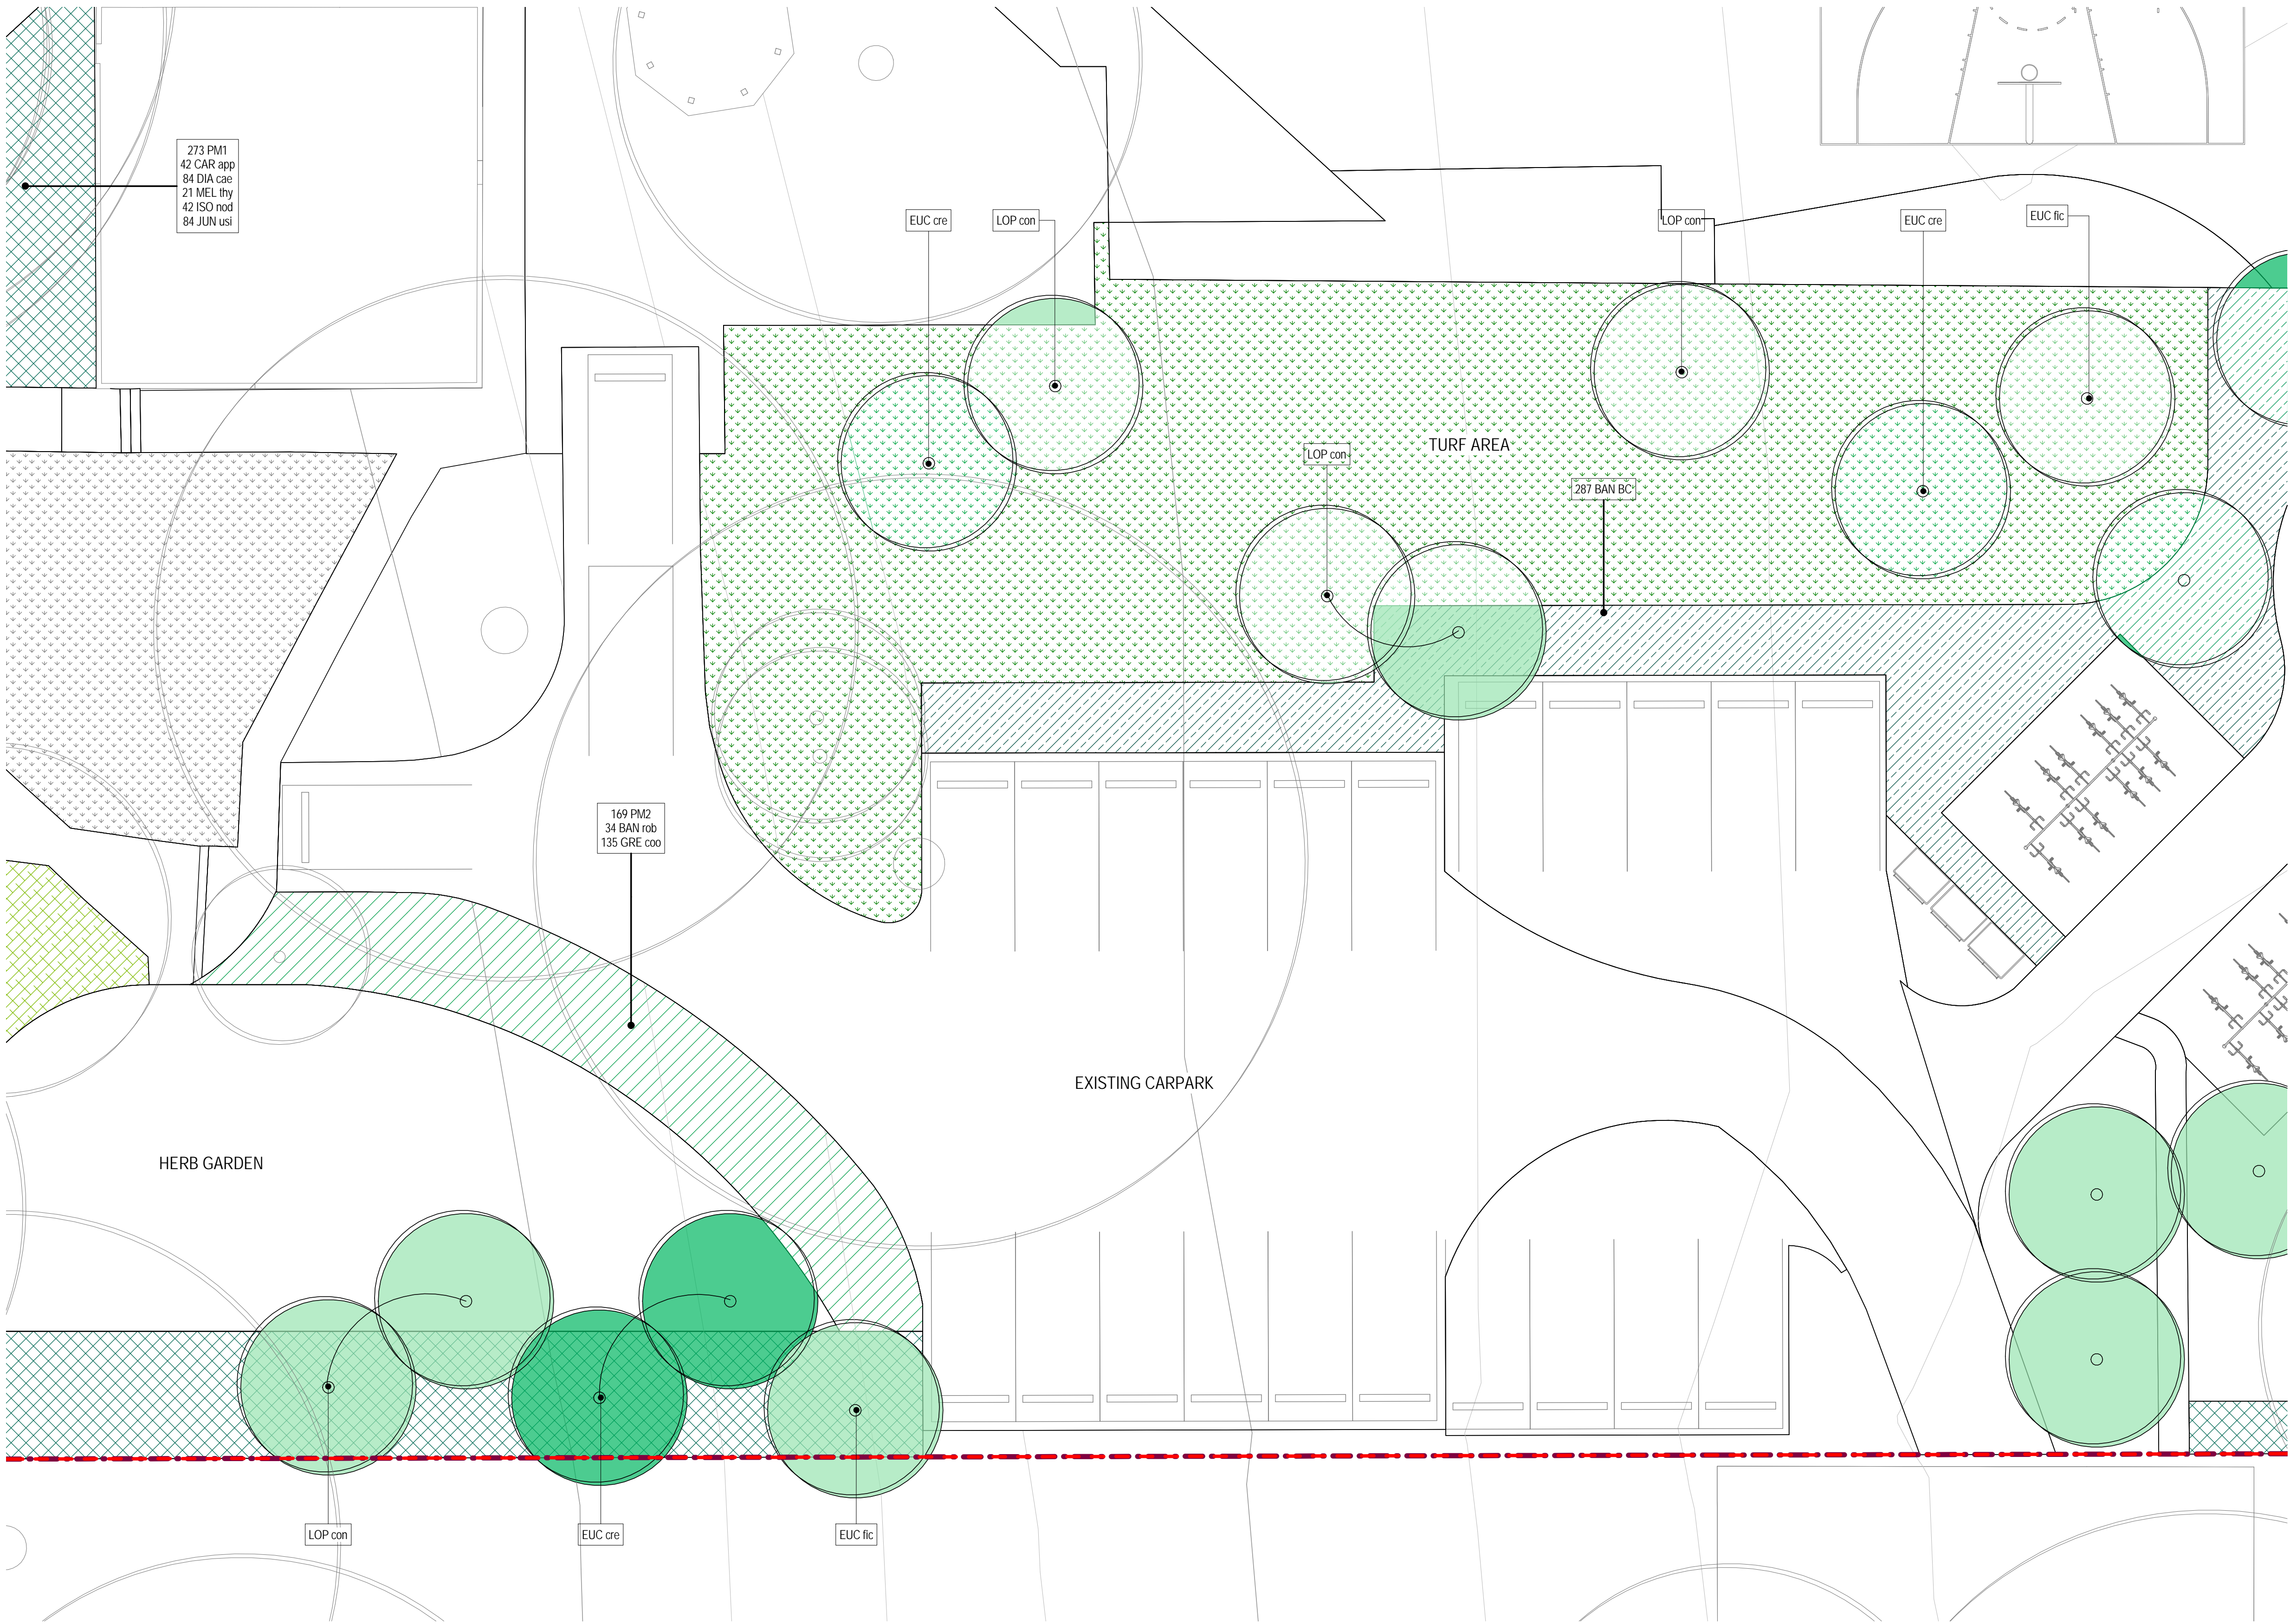 273 PM1
42 CAR app
84 DIA cae
21 MEL thy
42 ISO nod
84 JUN usi
EUC cre
LOP con
LOP con
EUC cre
EUC fic
LOP con
TURF AREA
287 BAN BC
169 PM2
34 BAN rob
135 GRE coo
EXISTING CARPARK
HERB GARDEN
LOP con
EUC cre
EUC fic